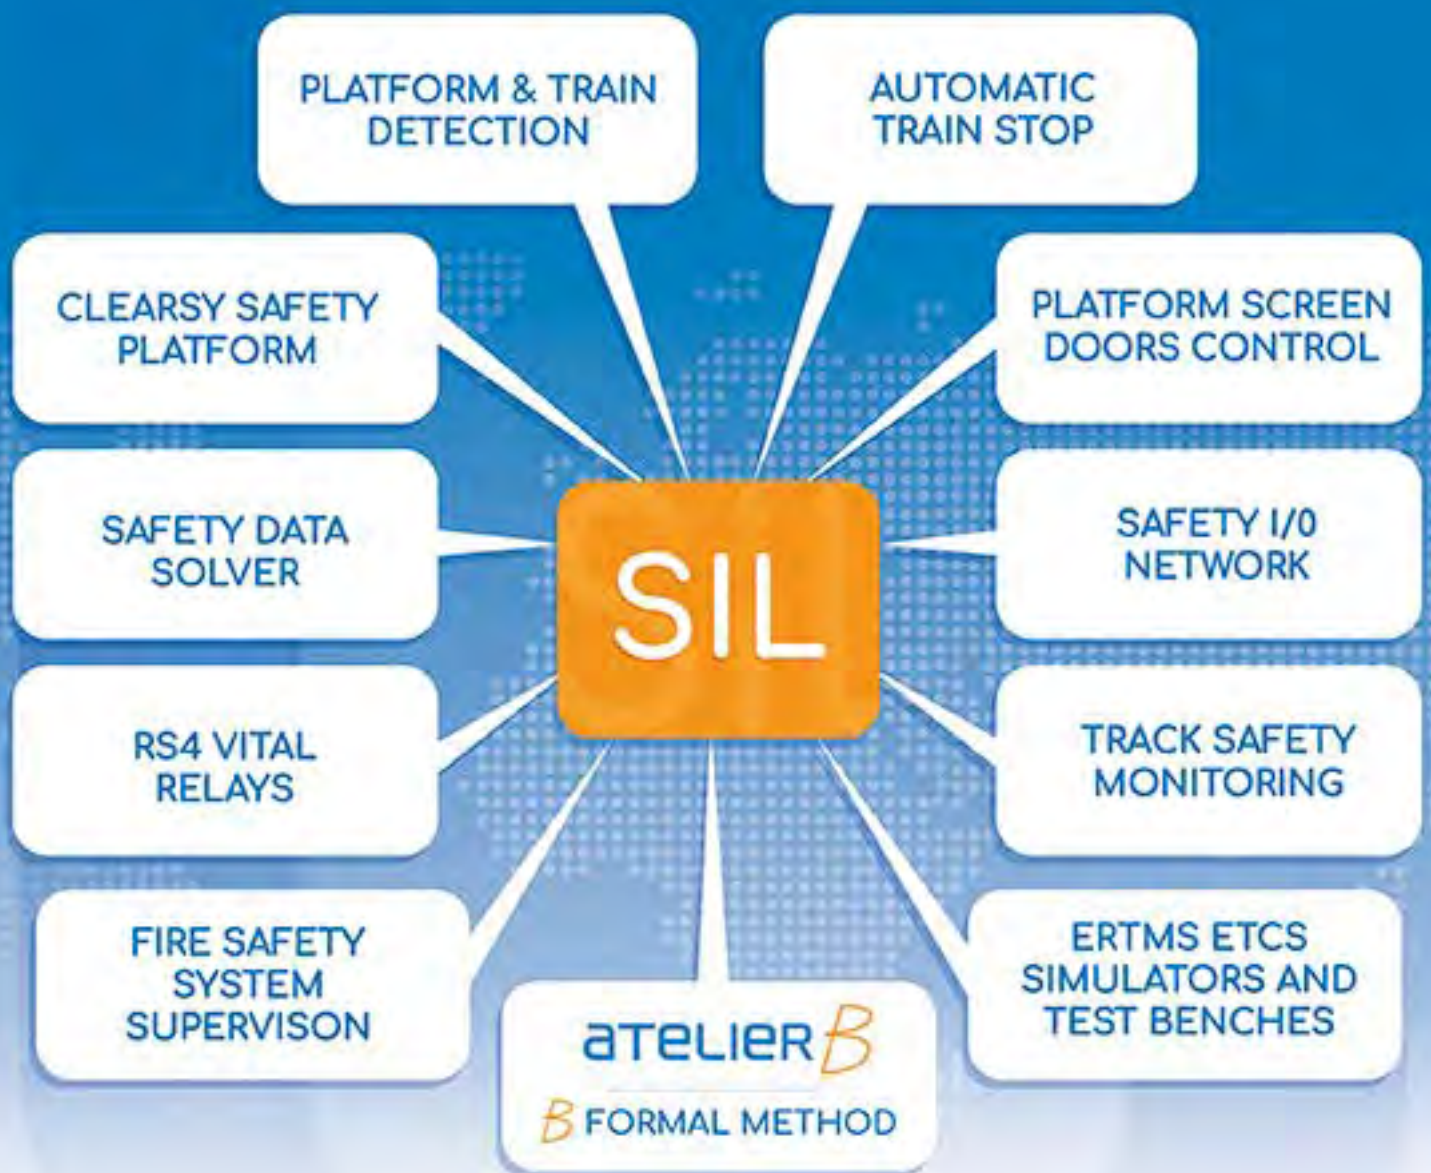 PLATFORM & TRAIN
DETECTION
AUTOMATIC
TRAIN STOP
CLEARSY SAFETY
PLATFORM
PLATFORM SCREEN
DOORS CONTROL
SAFETY DATA
SOLVER
SIL
SAFETY I/0
NETWORK
RS4 VITAL
RELAYS
TRACK SAFETY
MONITORING
FIRE SAFETY
SYSTEM
SUPERVISON
ATELIER B
B FORMAL METHOD
ERTMS ETCS
SIMULATORS AND
TEST BENCHES